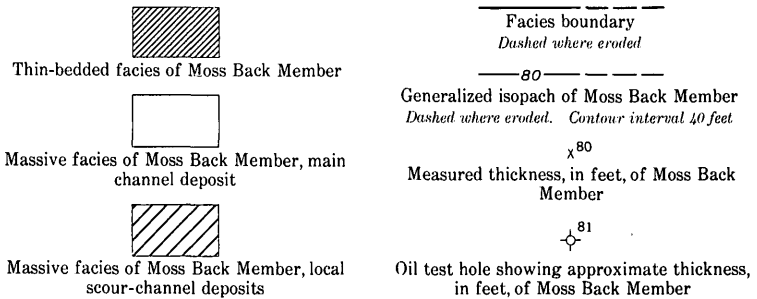 Thin-bedded facies of Moss Back Member
Massive facies of Moss Back Member, main
channel deposit
Massive facies of Moss Back Member, local
scour-channel deposits
Facies boundary
Dashed where eroded
80
Generalized isopach of Moss Back Member
Dashed where eroded. Contour interval 40 feet
x80
Measured thickness, in feet, of Moss Back
Member
81
Oil test hole showing approximate thickness,
in feet, of Moss Back Member